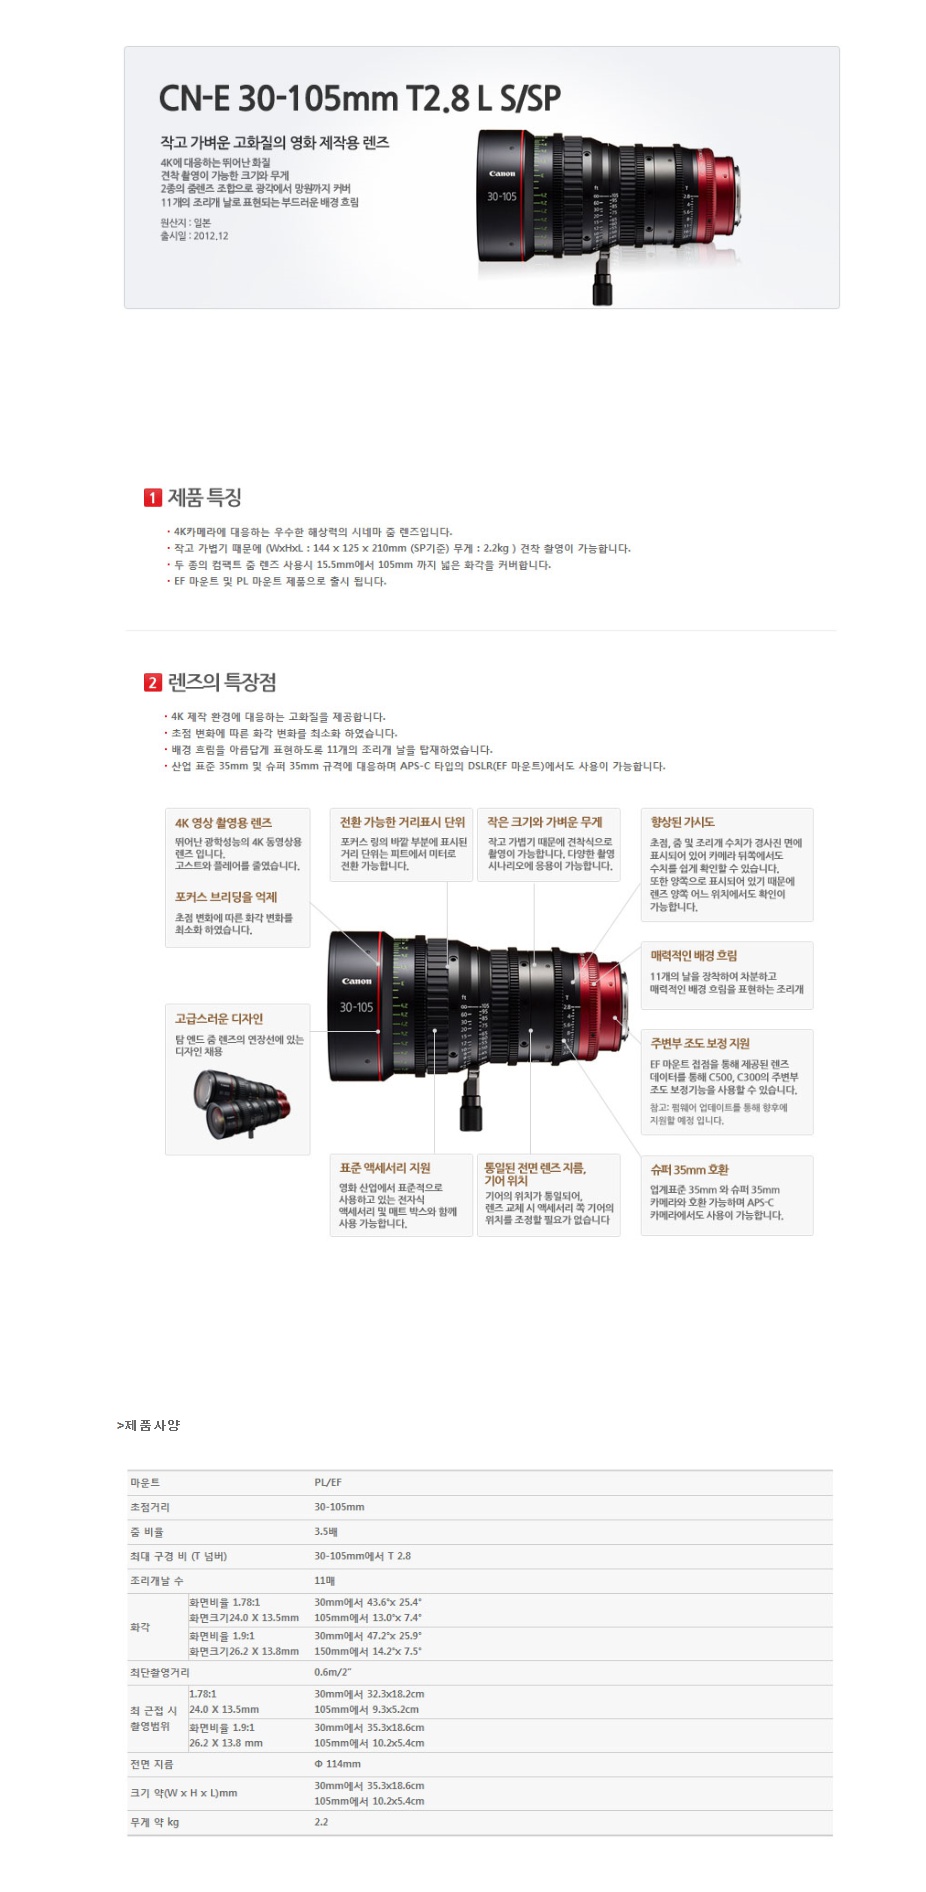 CN-E 30-105mm T2.8 L S/SP
작고 가벼운 고화질의 영화 제작용 렌즈
4K에 대응하는 뛰어난 화질
견착 촬영이 가능한 크기와 무게
2종의 줌렌즈 조합으로 광각에서 망원까지 커버
11개의 조리개 날로 표현되는 부드러운 배경 흐림
원산지 : 일본
출시일 : 2012.12
Canon
30-105
1 제품 특징
· 4K카메라에 대응하는 우수한 해상력의 시네마 줌 렌즈입니다.
· 작고 가볍기 때문에 (WxHxL : 144 x 125 x 210mm (SP기준) 무게 : 2.2kg ) 견착 촬영이 가능합니다.
· 두 종의 컴팩트 줌 렌즈 사용시 15.5mm에서 105mm 까지 넓은 화각을 커버합니다.
· EF 마운트 및 PL 마운트 제품으로 출시 됩니다.
2 렌즈의 특장점
· 4K 제작 환경에 대응하는 고화질을 제공합니다.
· 초점 변화에 따른 화각 변화를 최소화 하였습니다.
· 배경 흐림을 아름답게 표현하도록 11개의 조리개 날을 탑재하였습니다.
· 산업 표준 35mm 및 슈퍼 35mm 규격에 대응하며 APS-C 타입의 DSLR(EF 마운트)에서도 사용이 가능합니다.
4K 영상 촬영용 렌즈
뛰어난 광학성능의 4K 동영상용
렌즈 입니다.
고스트와 플레어를 줄였습니다.
포커스 브리딩을 억제
초점 변화에 따른 화각 변화를
최소화 하였습니다.
전환 가능한 거리표시 단위
포커스 링의 바깥 부분에 표시된
거리 단위는 피트에서 미터로
전환 가능합니다.
작은 크기와 가벼운 무게
작고 가볍기 때문에 견착식으로
촬영이 가능합니다. 다양한 촬영
시나리오에 응용이 가능합니다.
향상된 가시도
초점, 줌 및 조리개 수치가 경사진 면에
표시되어 있어 카메라 뒤쪽에서도
수치를 쉽게 확인할 수 있습니다.
또한 양쪽으로 표시되어 있기 때문에
렌즈 양쪽 어느 위치에서도 확인이
가능합니다.
매력적인 배경 흐림
11개의 날을 장착하여 차분하고
매력적인 배경 흐림을 표현하는 조리개
Canon
30-105
고급스러운 디자인
탑 엔드 줌 렌즈의 연장선에 있는
디자인 채용
주변부 조도 보정 지원
EF 마운트 접점을 통해 제공된 렌즈
데이터를 통해 C500, C300의 주변부
조도 보정기능을 사용할 수 있습니다.
참고: 펌웨어 업데이트를 통해 향후에
지원할 예정 입니다.
표준 액세서리 지원
영화 산업에서 표준적으로
사용하고 있는 전자식
액세서리 및 매트 박스와 함께
사용 가능합니다.
통일된 전면 렌즈 지름,
기어 위치
기어의 위치가 통일되어,
렌즈 교체 시 액세서리 쪽 기어의
위치를 조정할 필요가 없습니다
슈퍼 35mm 호환
업계표준 35mm 와 슈퍼 35mm
카메라와 호환 가능하며 APS-C
카메라에서도 사용이 가능합니다.
>제품사양
마운트 PL/EF
초점거리 30-105mm
줌 비율 3.5배
최대 구경 비 (T 넘버) 30-105mm에서 T 2.8
조리개날 수 11매
화각
화면비율 1.78:1 30mm에서 43.6°x 25.4°
화면크기24.0 X 13.5mm 105mm에서 13.0°x 7.4°
화면비율 1.9:1 30mm에서 47.2°x 25.9°
화면크기26.2 X 13.8mm 150mm에서 14.2°x 7.5°
최단촬영거리 0.6m/2"
최 근접 시
촬영범위
1.78:1 30mm에서 32.3x18.2cm
24.0 X 13.5mm 105mm에서 9.3x5.2cm
화면비율 1.9:1 30mm에서 35.3x18.6cm
26.2 X 13.8 mm 105mm에서 10.2x5.4cm
전면 지름 Φ 114mm
크기 약(W x H x L)mm
30mm에서 35.3x18.6cm
105mm에서 10.2x5.4cm
무게 약 kg 2.2